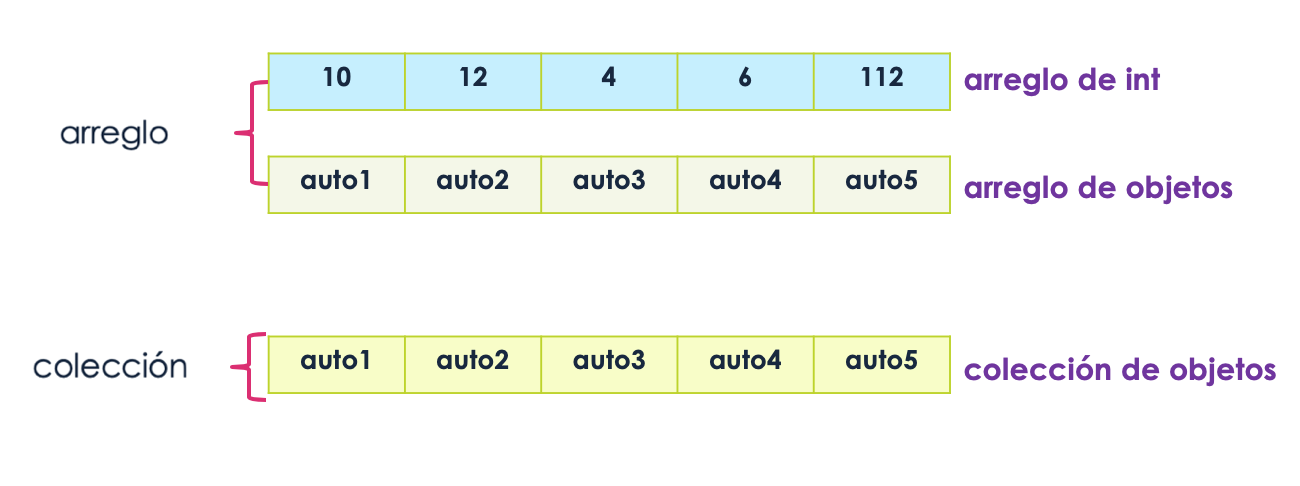 10 12 4 6 112 arreglo de int
arreglo
auto1 auto2 auto3 auto4 auto5 arreglo de objetos
colección auto1 auto2 auto3 auto4 auto5 colección de objetos